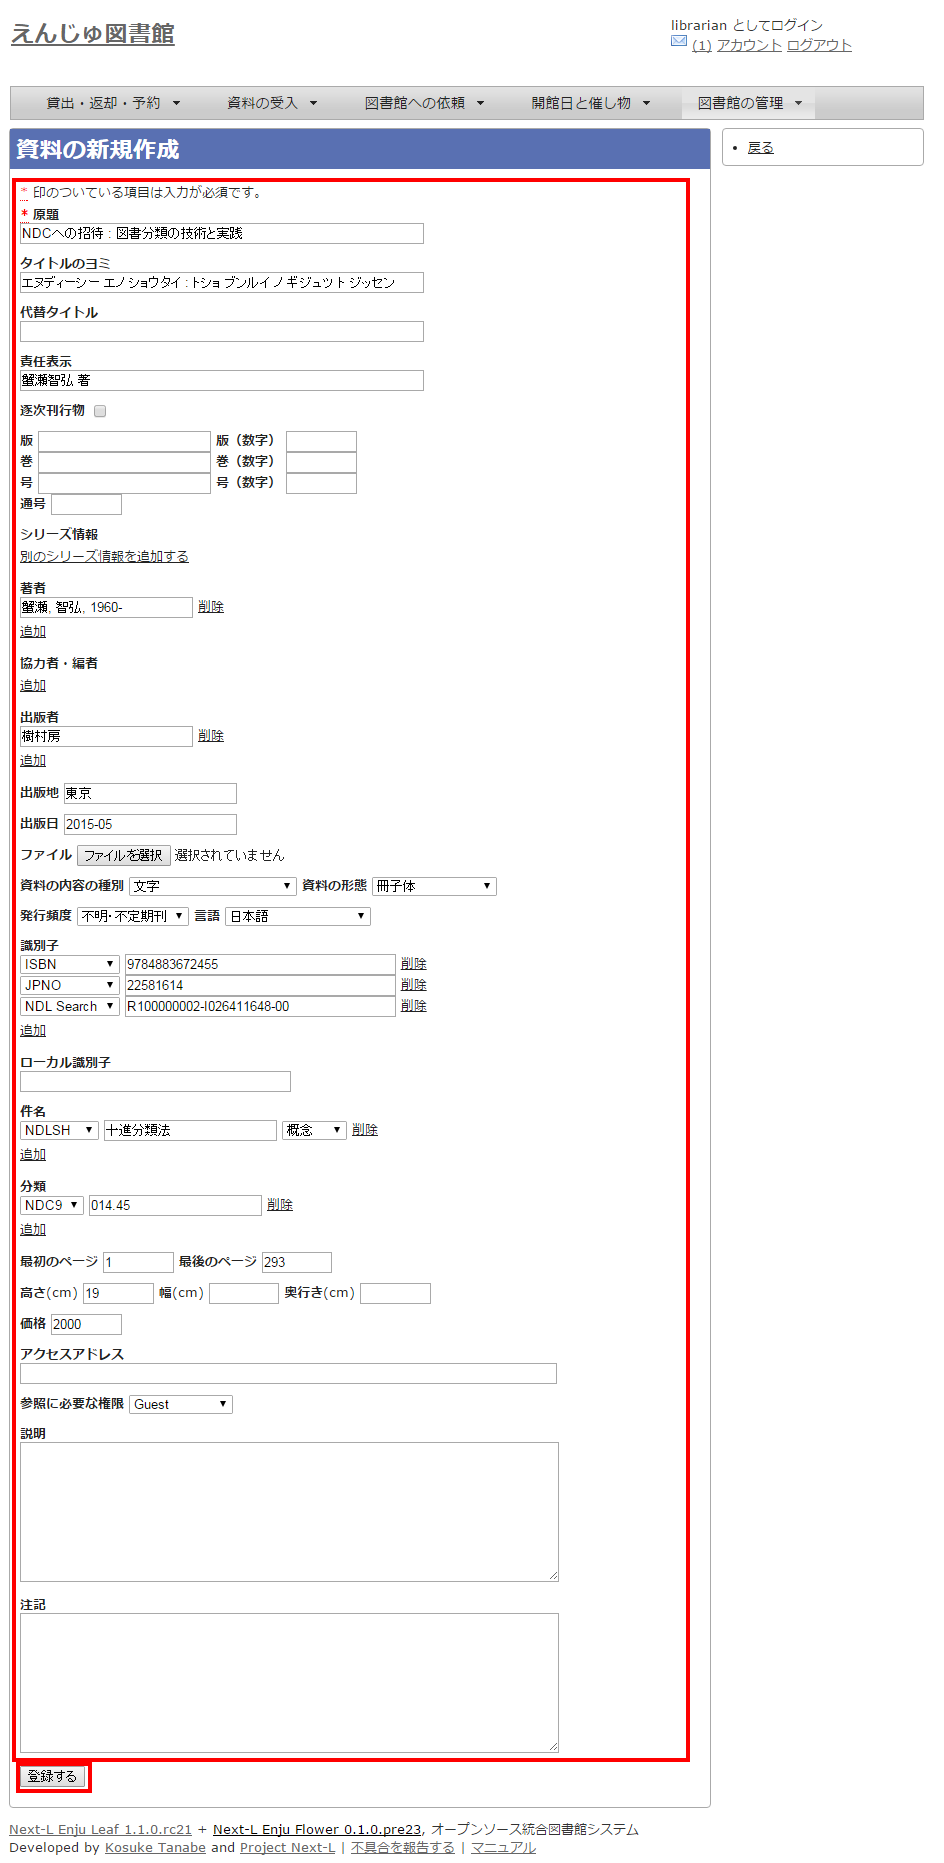 えんじゅ図書館
librarian としてログイン
(1) アカウント ログアウト
貸出・返却・予約 ▼ 資料の受入 ▼ 図書館への依頼 ▼ 開館日と催し物 ▼ 図書館の管理 ▼
資料の新規作成
• 戻る
* 印のついている項目は入力が必須です。
* 原題
NDCへの招待 : 図書分類の技術と実践
タイトルのヨミ
エヌディーシー エノ ショウタイ : トショ ブンルイ ノ ギジュツ ト ジッセン
代替タイトル
責任表示
蟹瀬智弘 著
逐次刊行物
版 版（数字）
巻 巻（数字）
号 号（数字）
通号
シリーズ情報
別のシリーズ情報を追加する
著者
蟹瀬, 智弘, 1960- 削除
追加
協力者・編者
追加
出版者
樹村房 削除
追加
出版地 東京
出版日 2015-05
ファイル ファイルを選択 選択されていません
資料の内容の種別 文字 ▼ 資料の形態 冊子体 ▼
発行頻度 不明･不定期刊 ▼ 言語 日本語 ▼
識別子
ISBN ▼ 9784883672455 削除
JPNO ▼ 22581614 削除
NDL Search ▼ R100000002-I026411648-00 削除
追加
ローカル識別子
件名
NDLSH ▼ 十進分類法 概念 ▼ 削除
追加
分類
NDC9 ▼ 014.45 削除
追加
最初のページ 1 最後のページ 293
高さ(cm) 19 幅(cm) 奥行き(cm)
価格 2000
アクセスアドレス
参照に必要な権限 Guest ▼
説明
注記
登録する
Next-L Enju Leaf 1.1.0.rc21 + Next-L Enju Flower 0.1.0.pre23, オープンソース統合図書館システム
Developed by Kosuke Tanabe and Project Next-L | 不具合を報告する | マニュアル